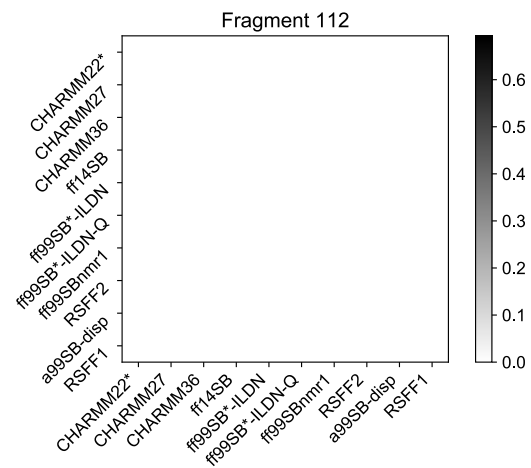 Fragment 112
CHARMM22*
CHARMM27
CHARMM36
ff14SB
ff99SB*-ILDN
ff99SB*-ILDN-Q
ff99SBnmr1
RSFF2
a99SB-disp
RSFF1
CHARMM22*
CHARMM27
CHARMM36
ff14SB
ff99SB*-ILDN
ff99SB*-ILDN-Q
ff99SBnmr1
RSFF2
a99SB-disp
RSFF1
0.6
0.5
0.4
0.3
0.2
0.1
0.0